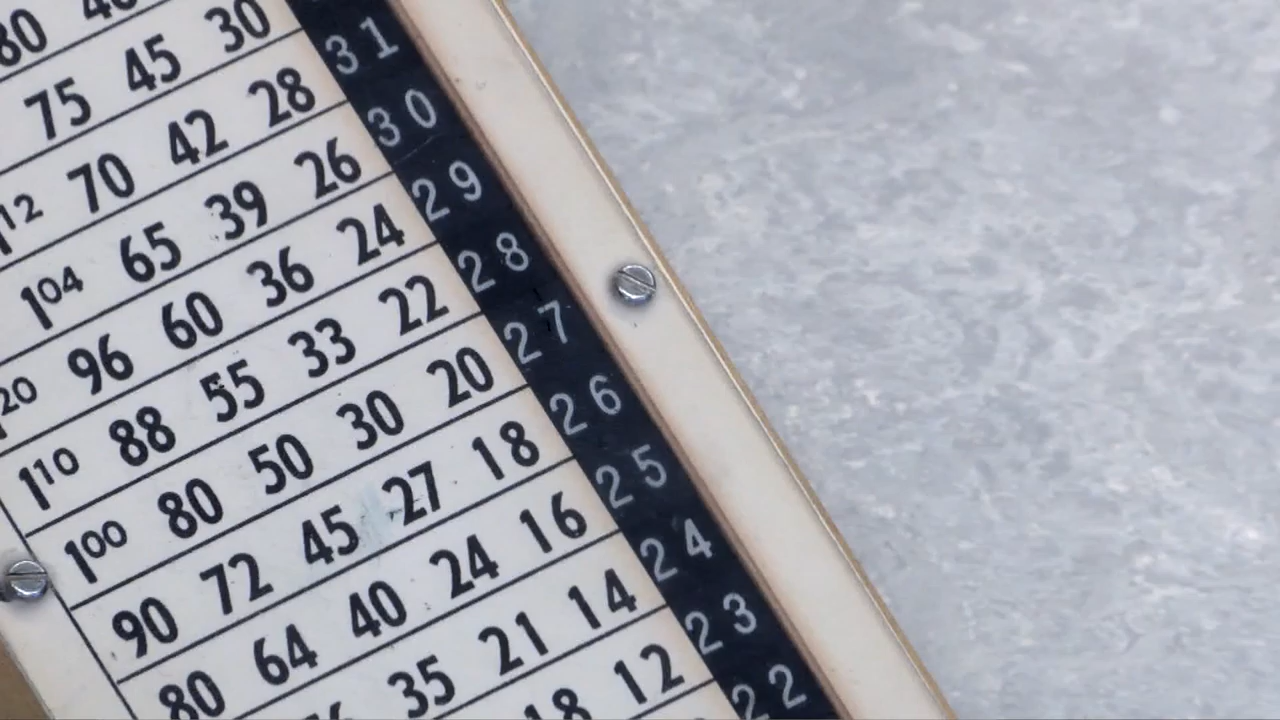 80
75 45 30
112 70 42 28 31
104 65 39 26 30
120 96 60 36 24 29
110 88 55 33 22 28
100 80 50 30 20 27
90 72 45 27 18 26
80 64 40 24 16 25
35 21 14 24
18 12 23
22